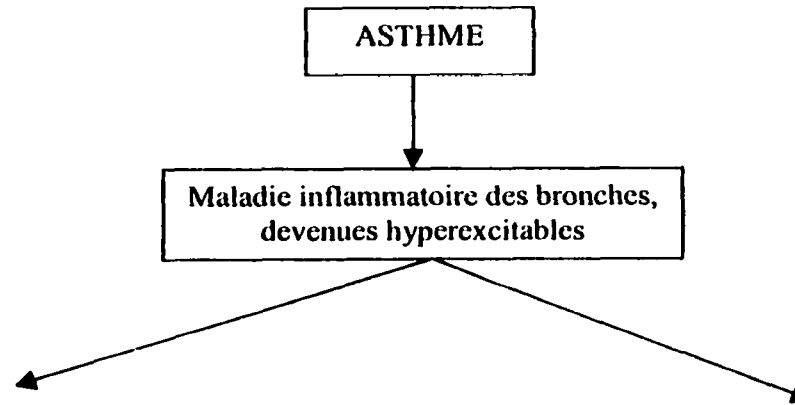 ASTHME
Maladie inflammatoire des bronches,
devenues hyperexcitables